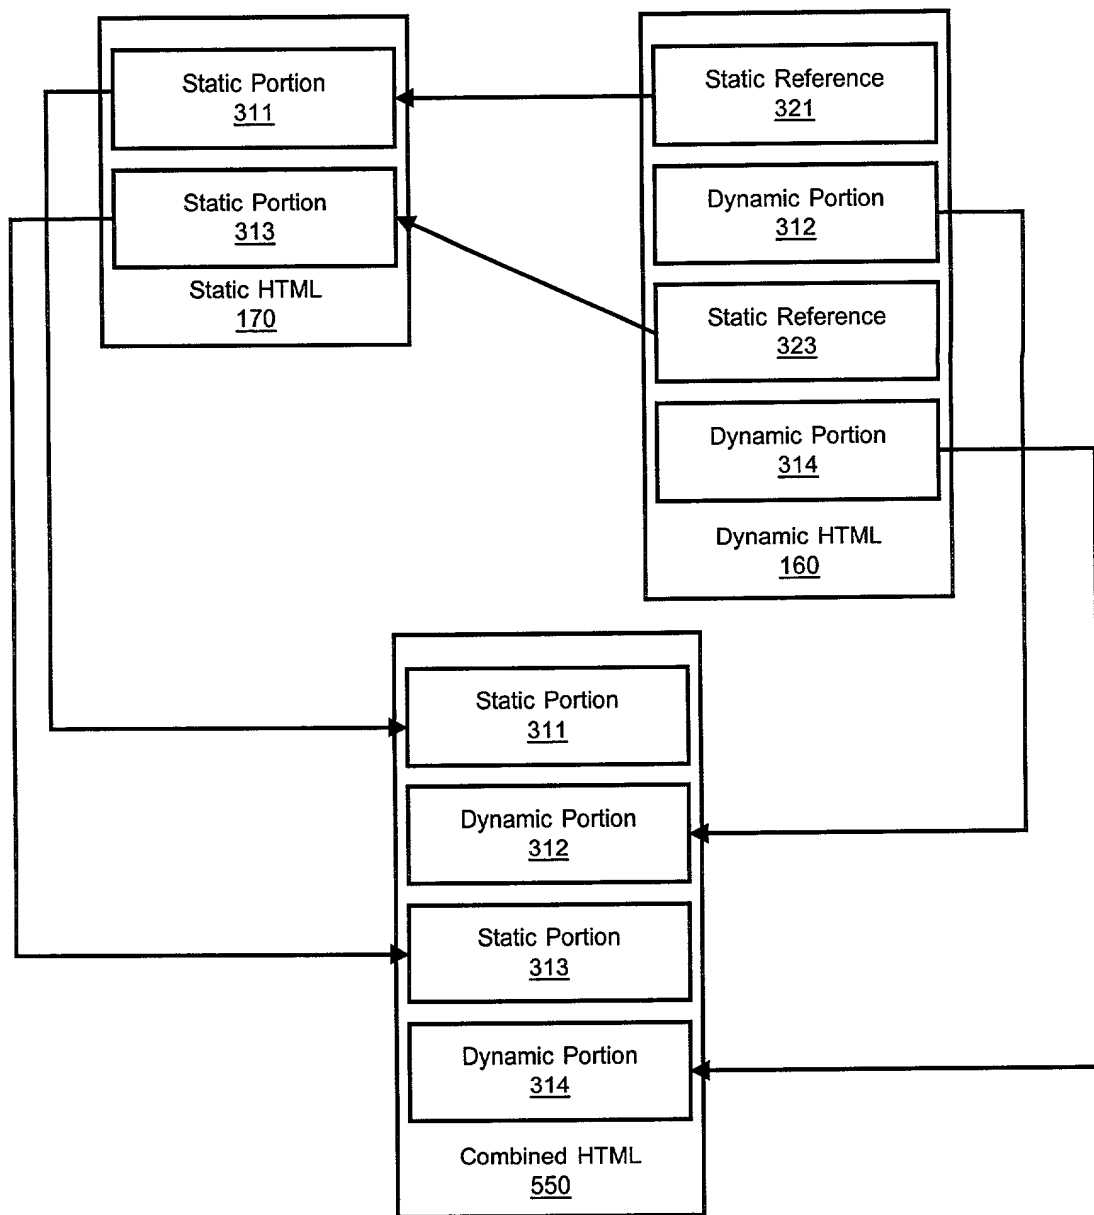 Static Portion
311
Static Portion
313
Static HTML
170
Static Reference
321
Dynamic Portion
312
Static Reference
323
Dynamic Portion
314
Dynamic HTML
160
Static Portion
311
Dynamic Portion
312
Static Portion
313
Dynamic Portion
314
Combined HTML
550